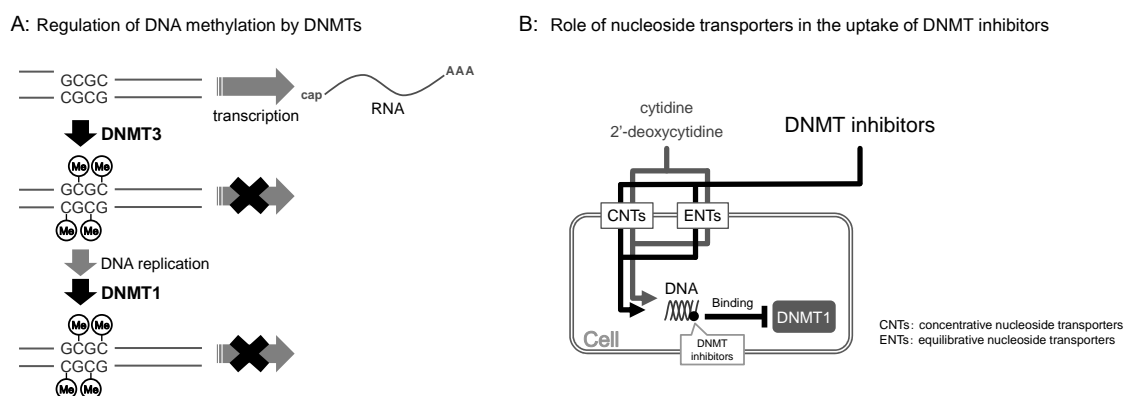 A: Regulation of DNA methylation by DNMTs
GCGC
CGCG
transcription
cap
AAA
RNA
DNMT3
Me Me
GCGC
CGCG
Me Me
DNA replication
DNMT1
Me Me
GCGC
CGCG
Me Me
B: Role of nucleoside transporters in the uptake of DNMT inhibitors
cytidine
2'-deoxycytidine
DNMT inhibitors
CNTs
ENTs
DNA
Binding
DNMT1
Cell
DNMT
inhibitors
CNTs: concentrative nucleoside transporters
ENTs: equilibrative nucleoside transporters